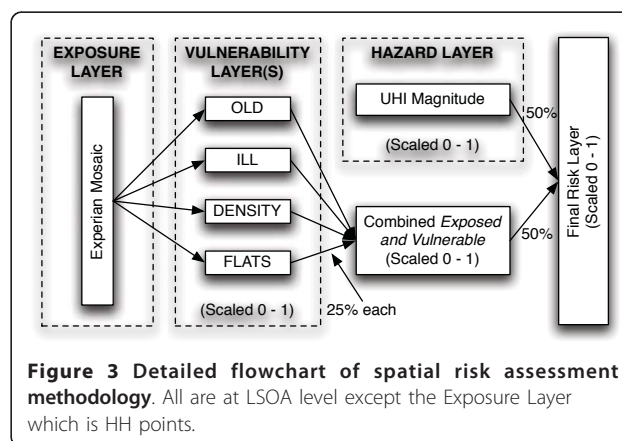 EXPOSURE
LAYER
Experian Mosaic
VULNERABILITY
LAYER(S)
OLD
ILL
DENSITY
FLATS
(Scaled 0 - 1)
25% each
HAZARD LAYER
UHI Magnitude
(Scaled 0 - 1)
50%
Combined Exposed
and Vulnerable
(Scaled 0 - 1)
50%
Final Risk Layer
(Scaled 0 - 1)
Figure 3 Detailed flowchart of spatial risk assessment
methodology. All are at LSOA level except the Exposure Layer
which is HH points.